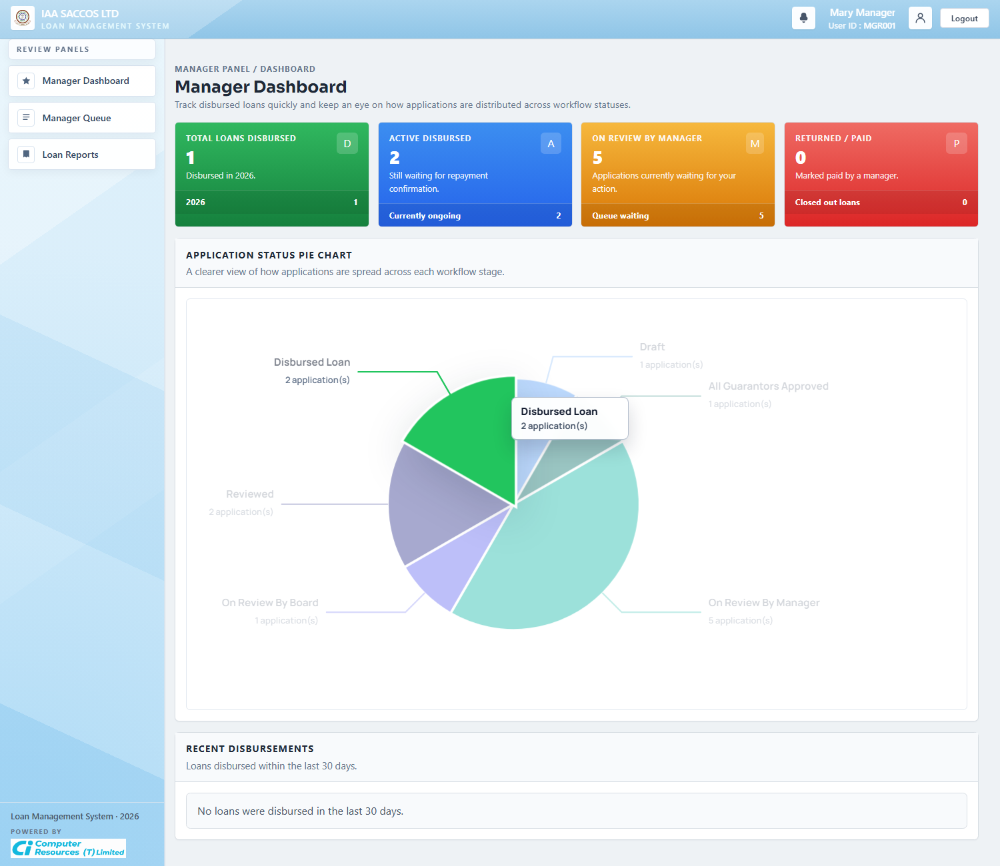 IAA SACCOS LTD
LOAN MANAGEMENT SYSTEM
Mary Manager
User ID : MGR001
Logout
REVIEW PANELS
Manager Dashboard
Manager Queue
Loan Reports
MANAGER PANEL / DASHBOARD
Manager Dashboard
Track disbursed loans quickly and keep an eye on how applications are distributed across workflow statuses.
TOTAL LOANS DISBURSED
D
1
Disbursed in 2026.
2026 1
ACTIVE DISBURSED
A
2
Still waiting for repayment
confirmation.
Currently ongoing 2
ON REVIEW BY MANAGER
M
5
Applications currently waiting for your
action.
Queue waiting 5
RETURNED / PAID
P
0
Marked paid by a manager.
Closed out loans 0
APPLICATION STATUS PIE CHART
A clearer view of how applications are spread across each workflow stage.
Draft
1 application(s)
Disbursed Loan
2 application(s)
All Guarantors Approved
1 application(s)
Disbursed Loan
2 application(s)
Reviewed
2 application(s)
On Review By Board
1 application(s)
On Review By Manager
5 application(s)
RECENT DISBURSEMENTS
Loans disbursed within the last 30 days.
No loans were disbursed in the last 30 days.
Loan Management System · 2026
POWERED BY
Ci Computer
Resources (T) Limited